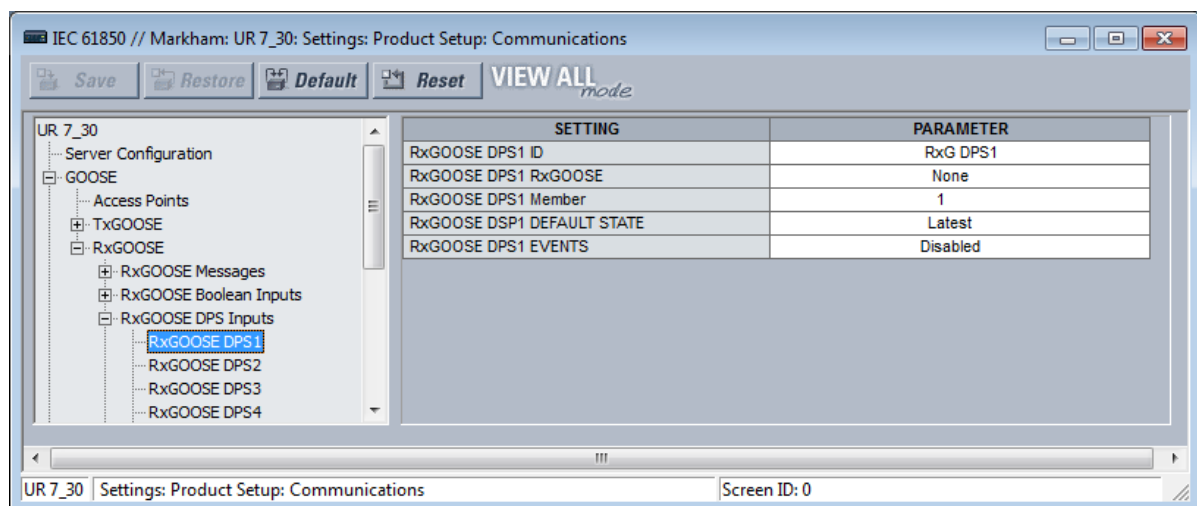 IEC 61850 // Markham: UR 7_30: Settings: Product Setup: Communications
Save Restore Default Reset VIEW ALL mode
UR 7_30
Server Configuration
GOOSE
Access Points
TxGOOSE
RxGOOSE
RxGOOSE Messages
RxGOOSE Boolean Inputs
RxGOOSE DPS Inputs
RxGOOSE DPS1
RxGOOSE DPS2
RxGOOSE DPS3
RxGOOSE DPS4
SETTING PARAMETER
RxGOOSE DPS1 ID RxG DPS1
RxGOOSE DPS1 RxGOOSE None
RxGOOSE DPS1 Member 1
RxGOOSE DSP1 DEFAULT STATE Latest
RxGOOSE DPS1 EVENTS Disabled
UR 7_30 Settings: Product Setup: Communications Screen ID: 0